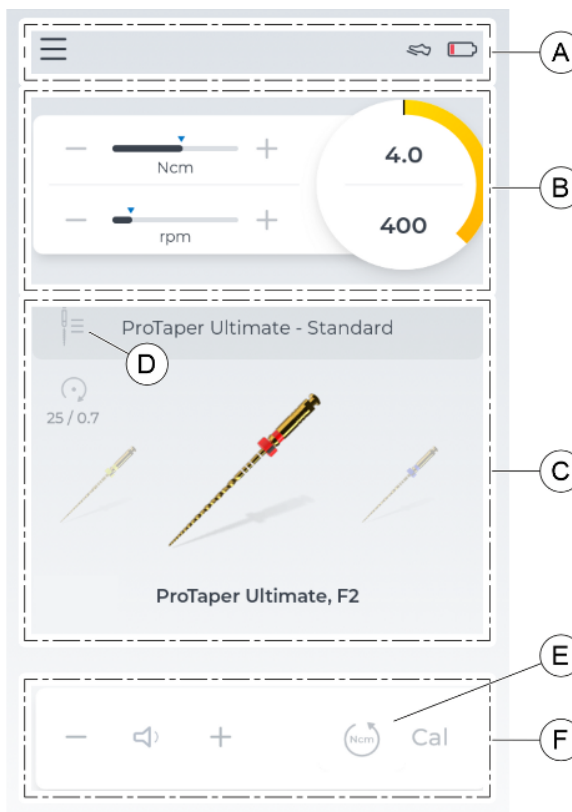 A
4.0
Ncm
B
400
rpm
ProTaper Ultimate - Standard
D
25 / 0.7
C
ProTaper Ultimate, F2
E
Ncm
Cal
F